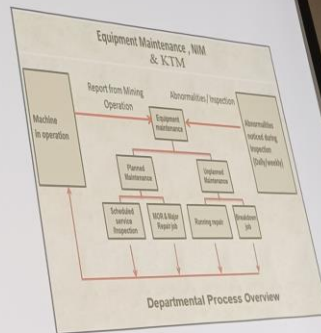 Equipment Maintenance , NIM
& KTM
Report from Mining
Operation
Abnormalities / Inspection
Machine
in operation
Equipment
maintenance
Abnormalities
noticed during
Inspection
(Daily/weekly)
Planned
Maintenance
Unplanned
Maintenance
Scheduled
service
/Inspection
MOR & Major
Repair job
Running repair
Breakdown
job
Departmental Process Overview